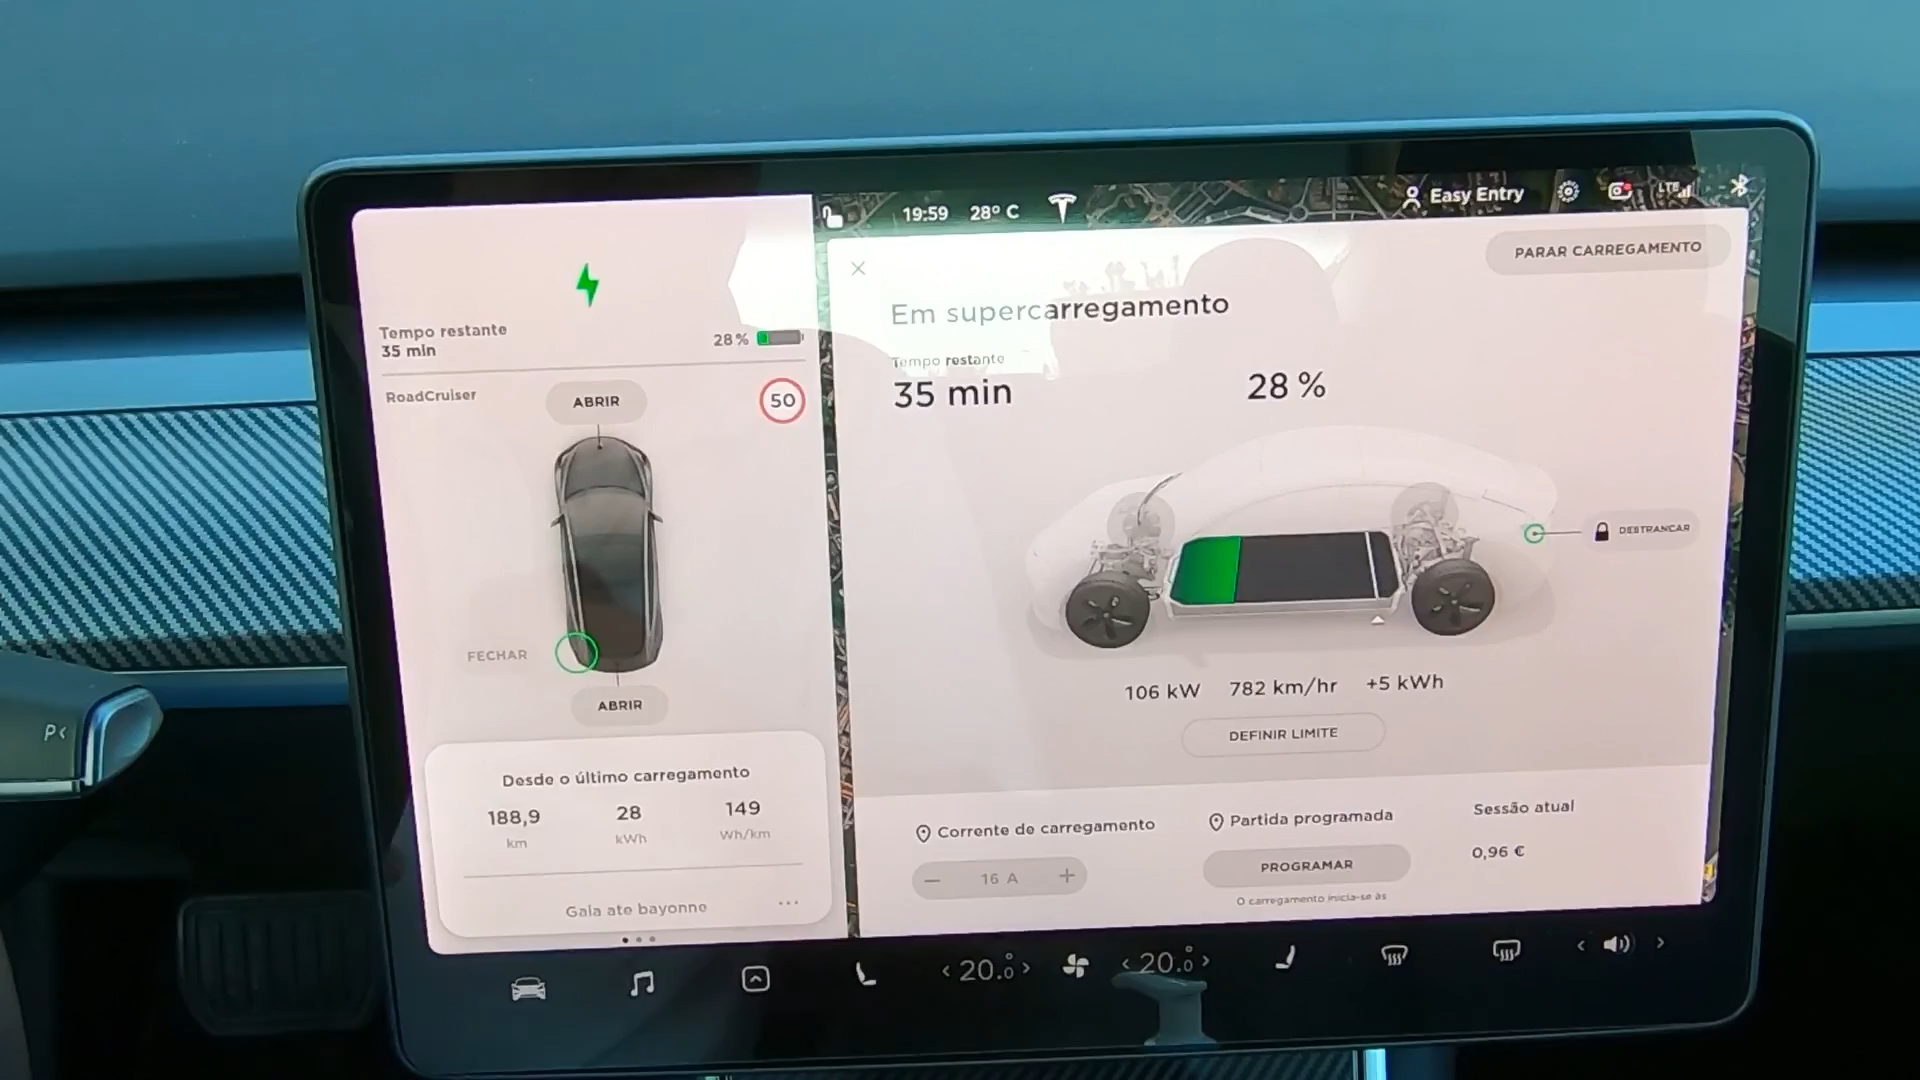 19:59 28° C
Easy Entry
LTE
Tempo restante
35 min
28 %
RoadCruiser
ABRIR
50
FECHAR
ABRIR
Desde o último carregamento
188,9 28 149
km kWh Wh/km
Gaia ate bayonne
...
PARAR CARREGAMENTO
Em supercarregamento
Tempo restante
35 min 28 %
DESTRANCAR
106 kW 782 km/hr +5 kWh
DEFINIR LIMITE
Corrente de carregamento
− 16 A +
Partida programada
PROGRAMAR
O carregamento inicia-se às
Sessão atual
0,96 €
20.0° 20.0°
P